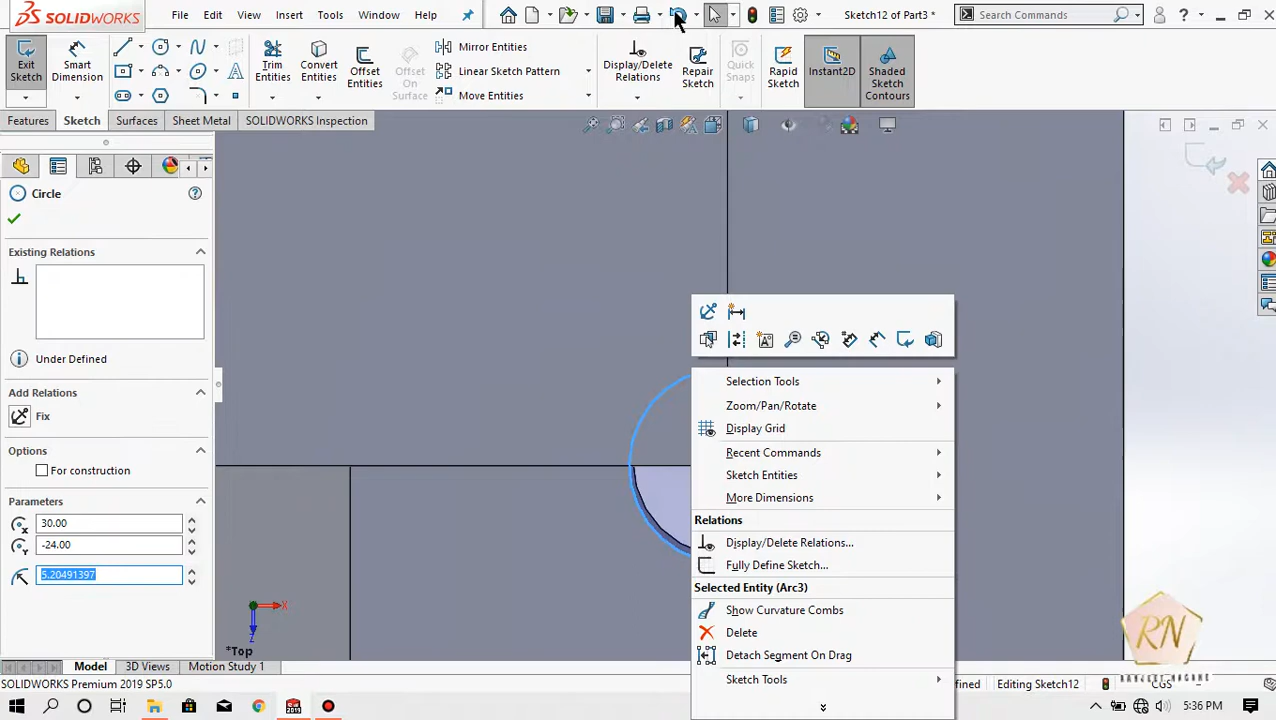 SOLIDWORKS
File Edit View Insert Tools Window Help
Sketch12 of Part3 *
Search Commands
Exit Sketch
Smart Dimension
Trim Entities
Convert Entities
Offset Entities
Offset On Surface
Mirror Entities
Linear Sketch Pattern
Move Entities
Display/Delete Relations
Repair Sketch
Quick Snaps
Rapid Sketch
Instant2D
Shaded Sketch Contours
Features Sketch Surfaces Sheet Metal SOLIDWORKS Inspection
Circle
Existing Relations
Under Defined
Add Relations
Fix
Options
For construction
Parameters
30.00
-24.00
5.20491397
Selection Tools
Zoom/Pan/Rotate
Display Grid
Recent Commands
Sketch Entities
More Dimensions
Relations
Display/Delete Relations...
Fully Define Sketch...
Selected Entity (Arc3)
Show Curvature Combs
Delete
Detach Segment On Drag
Sketch Tools
X
Z
*Top
RN
RANJEET NAGARE
Model 3D Views Motion Study 1
SOLIDWORKS Premium 2019 SP5.0
fined
Editing Sketch12
CGS
5:36 PM